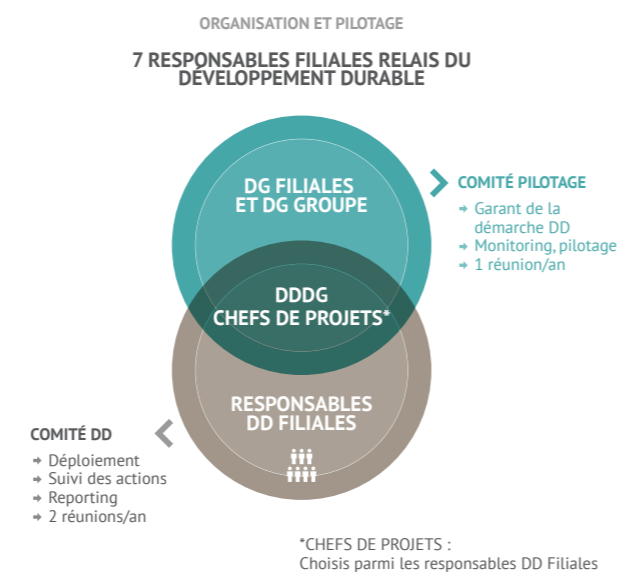 ORGANISATION ET PILOTAGE
7 RESPONSABLES FILIALES RELAIS DU
DÉVELOPPEMENT DURABLE
DG FILIALES
ET DG GROUPE
COMITÉ PILOTAGE
Garant de la
démarche DD
Monitoring, pilotage
1 réunion/an
DDDG
CHEFS DE PROJETS*
RESPONSABLES
DD FILIALES
COMITÉ DD
Déploiement
Suivi des actions
Reporting
2 réunions/an
*CHEFS DE PROJETS :
Choisis parmi les responsables DD Filiales